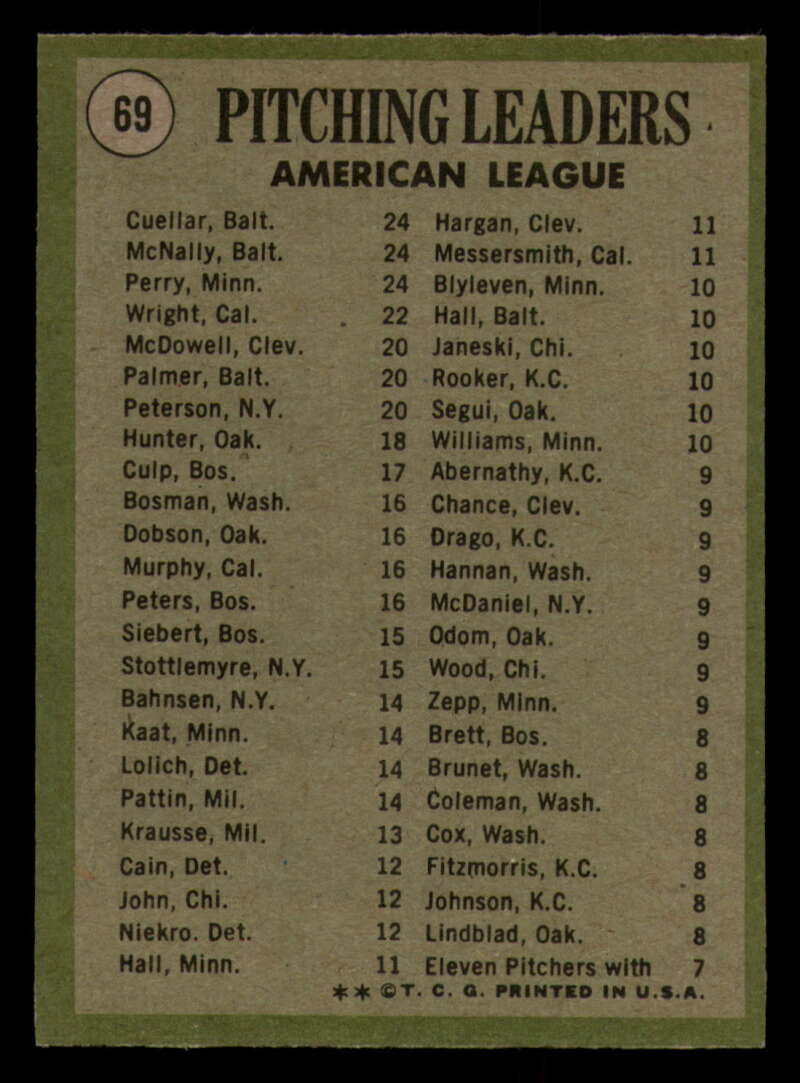 69 PITCHING LEADERS
AMERICAN LEAGUE
Cuellar, Balt. 24
McNally, Balt. 24
Perry, Minn. 24
Wright, Cal. 22
McDowell, Clev. 20
Palmer, Balt. 20
Peterson, N.Y. 20
Hunter, Oak. 18
Culp, Bos. 17
Bosman, Wash. 16
Dobson, Oak. 16
Murphy, Cal. 16
Peters, Bos. 16
Siebert, Bos. 15
Stottlemyre, N.Y. 15
Bahnsen, N.Y. 14
Kaat, Minn. 14
Lolich, Det. 14
Pattin, Mil. 14
Krausse, Mil. 13
Cain, Det. 12
John, Chi. 12
Niekro. Det. 12
Hall, Minn. 11
Hargan, Clev. 11
Messersmith, Cal. 11
Blyleven, Minn. 10
Hall, Balt. 10
Janeski, Chi. 10
Rooker, K.C. 10
Segui, Oak. 10
Williams, Minn. 10
Abernathy, K.C. 9
Chance, Clev. 9
Drago, K.C. 9
Hannan, Wash. 9
McDaniel, N.Y. 9
Odom, Oak. 9
Wood, Chi. 9
Zepp, Minn. 9
Brett, Bos. 8
Brunet, Wash. 8
Coleman, Wash. 8
Cox, Wash. 8
Fitzmorris, K.C. 8
Johnson, K.C. 8
Lindblad, Oak. 8
Eleven Pitchers with 7
** ©T. C. G. PRINTED IN U.S.A.